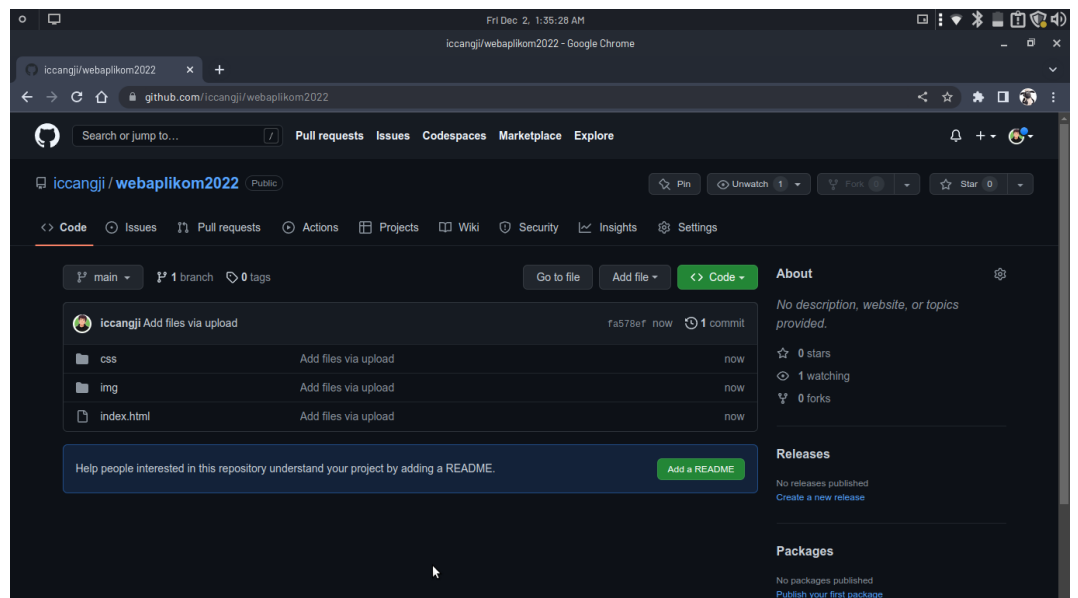 Fri Dec 2, 1:35:28 AM
iccangji/webaplikom2022 - Google Chrome
iccangji/webaplikom2022
github.com/iccangji/webaplikom2022
Search or jump to... / Pull requests Issues Codespaces Marketplace Explore
iccangji / webaplikom2022 Public Pin Unwatch 1 Fork 0 Star 0
Code Issues Pull requests Actions Projects Wiki Security Insights Settings
main 1 branch 0 tags Go to file Add file Code
iccangji Add files via upload fa578ef now 1 commit
css Add files via upload now
img Add files via upload now
index.html Add files via upload now
Help people interested in this repository understand your project by adding a README. Add a README
About
No description, website, or topics
provided.
0 stars
1 watching
0 forks
Releases
No releases published
Create a new release
Packages
No packages published
Publish your first package